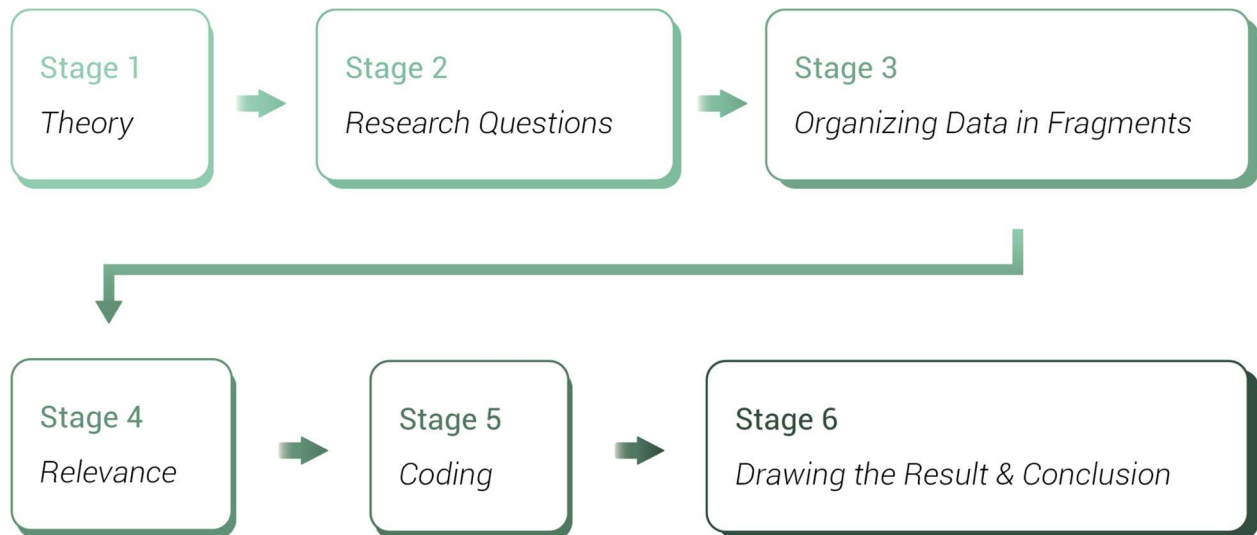 Stage 1
Theory
Stage 2
Research Questions
Stage 3
Organizing Data in Fragments
Stage 4
Relevance
Stage 5
Coding
Stage 6
Drawing the Result & Conclusion